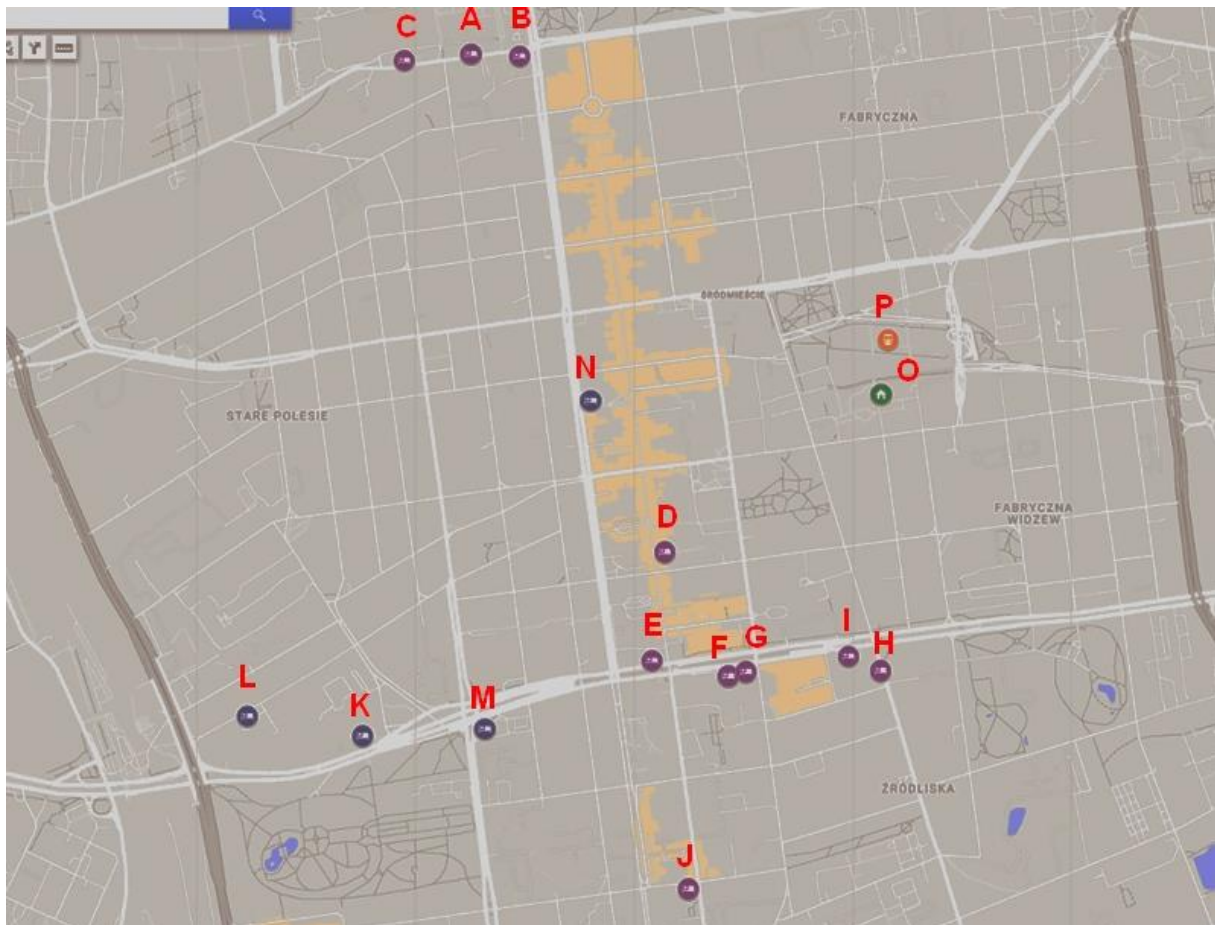 C A B
FABRYCZNA
ŚRÓDMIEŚCIE
P
N
O
STARE POLESIE
FABRYCZNA
WIDZEW
D
E
F G I H
L
K M
ŹRÓDLISKA
J